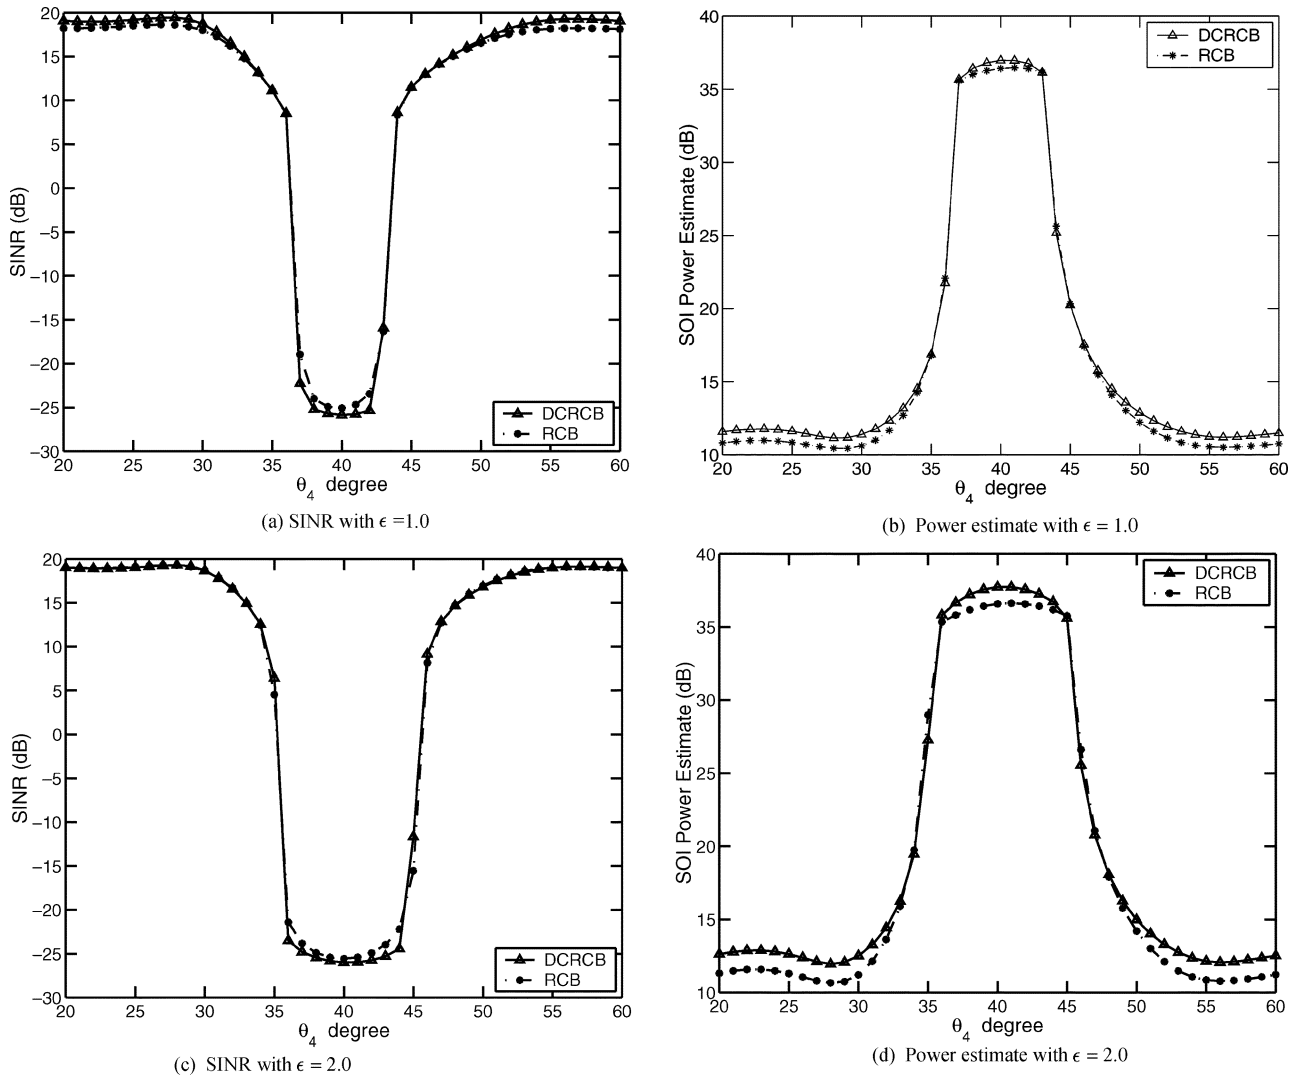 20
15
10
5
0
−5
−10
−15
−20
−25
−30
SINR (dB)
DCRCB
RCB
20 25 30 35 40 45 50 55 60
θ4 degree
(a) SINR with ϵ =1.0
40
35
30
25
20
15
10
SOI Power Estimate (dB)
DCRCB
RCB
20 25 30 35 40 45 50 55 60
θ4 degree
(b) Power estimate with ϵ = 1.0
20
15
10
5
0
−5
−10
−15
−20
−25
−30
SINR (dB)
DCRCB
RCB
20 25 30 35 40 45 50 55 60
θ4 degree
(c) SINR with ϵ = 2.0
40
35
30
25
20
15
10
SOI Power Estimate (dB)
DCRCB
RCB
20 25 30 35 40 45 50 55 60
θ4 degree
(d) Power estimate with ϵ = 2.0